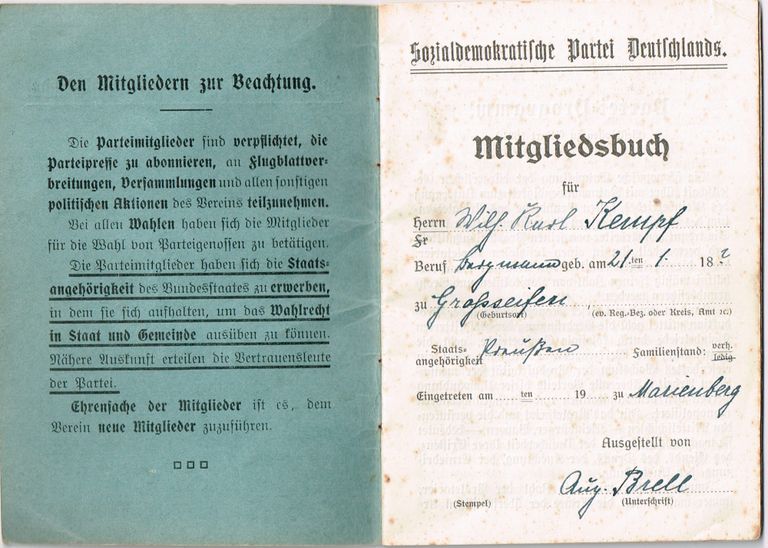 Den Mitgliedern zur Beachtung.
Die Parteimitglieder sind verpflichtet, die
Parteipresse zu abonnieren, an Flugblattver-
breitungen, Versammlungen und allen sonstigen
politischen Aktionen des Vereins teilzunehmen.
Bei allen Wahlen haben sich die Mitglieder
für die Wahl von Parteigenossen zu betätigen.
Die Parteimitglieder haben sich die Staats-
angehörigkeit des Bundesstaates zu erwerben,
in dem sie sich aufhalten, um das Wahlrecht
in Staat und Gemeinde ausüben zu können.
Nähere Auskunft erteilen die Vertrauensleute
der Partei.
Ehrensache der Mitglieder ist es, dem
Verein neue Mitglieder zuzuführen.
Sozialdemokratische Partei Deutschlands.
Mitgliedsbuch
für
Herrn Wilh. Karl Kempf
Fr
Beruf Bergmann geb. am 21 ten 1. 18
zu Großseifen
(Geburtsort) (ev. Reg.-Bez. oder Kreis, Amt ec.)
Staats-
angehörigkeit Preußen Familienstand: verh.
ledig.
Eingetreten am ten 19 zu Marienberg
Ausgestellt von
Aug. Brell
(Stempel) (Unterschrift)